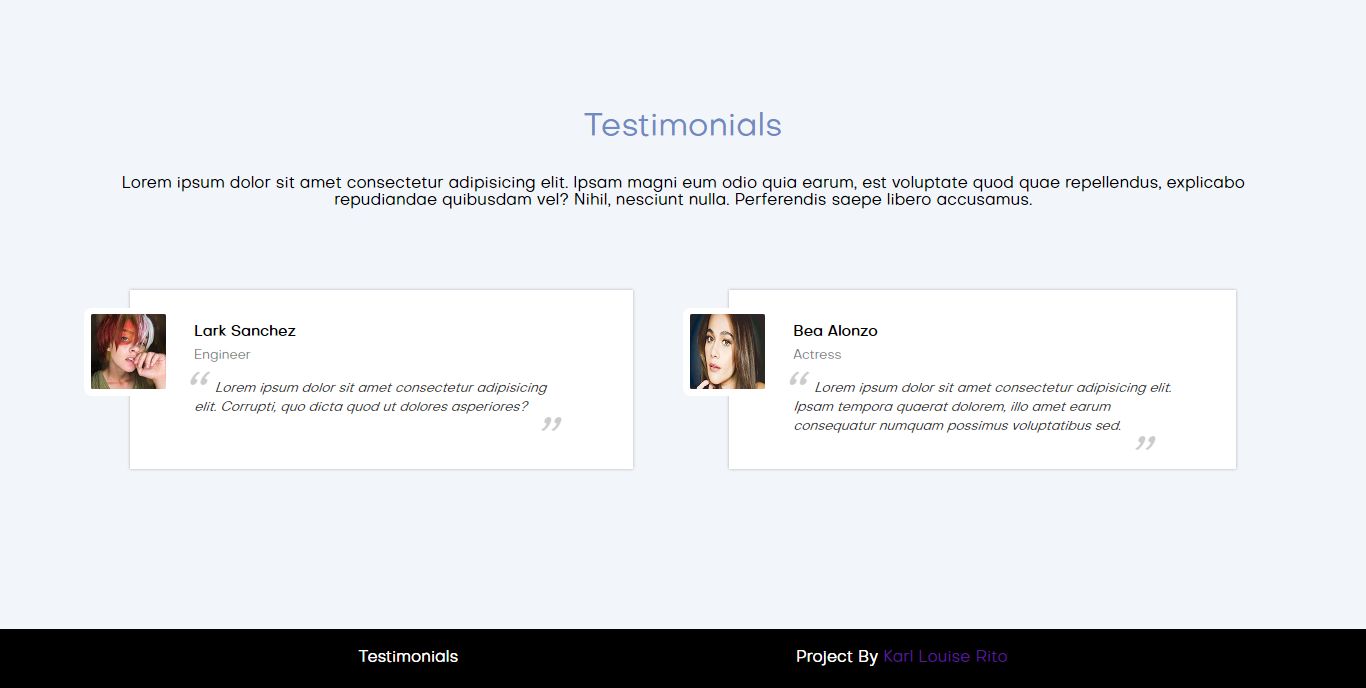 Testimonials
Lorem ipsum dolor sit amet consectetur adipisicing elit. Ipsam magni eum odio quia earum, est voluptate quod quae repellendus, explicabo
repudiandae quibusdam vel? Nihil, nesciunt nulla. Perferendis saepe libero accusamus.
Lark Sanchez
Engineer
“ Lorem ipsum dolor sit amet consectetur adipisicing
elit. Corrupti, quo dicta quod ut dolores asperiores?
”
Bea Alonzo
Actress
“ Lorem ipsum dolor sit amet consectetur adipisicing elit.
Ipsam tempora quaerat dolorem, illo amet earum
consequatur numquam possimus voluptatibus sed.
”
Testimonials
Project By Karl Louise Rito